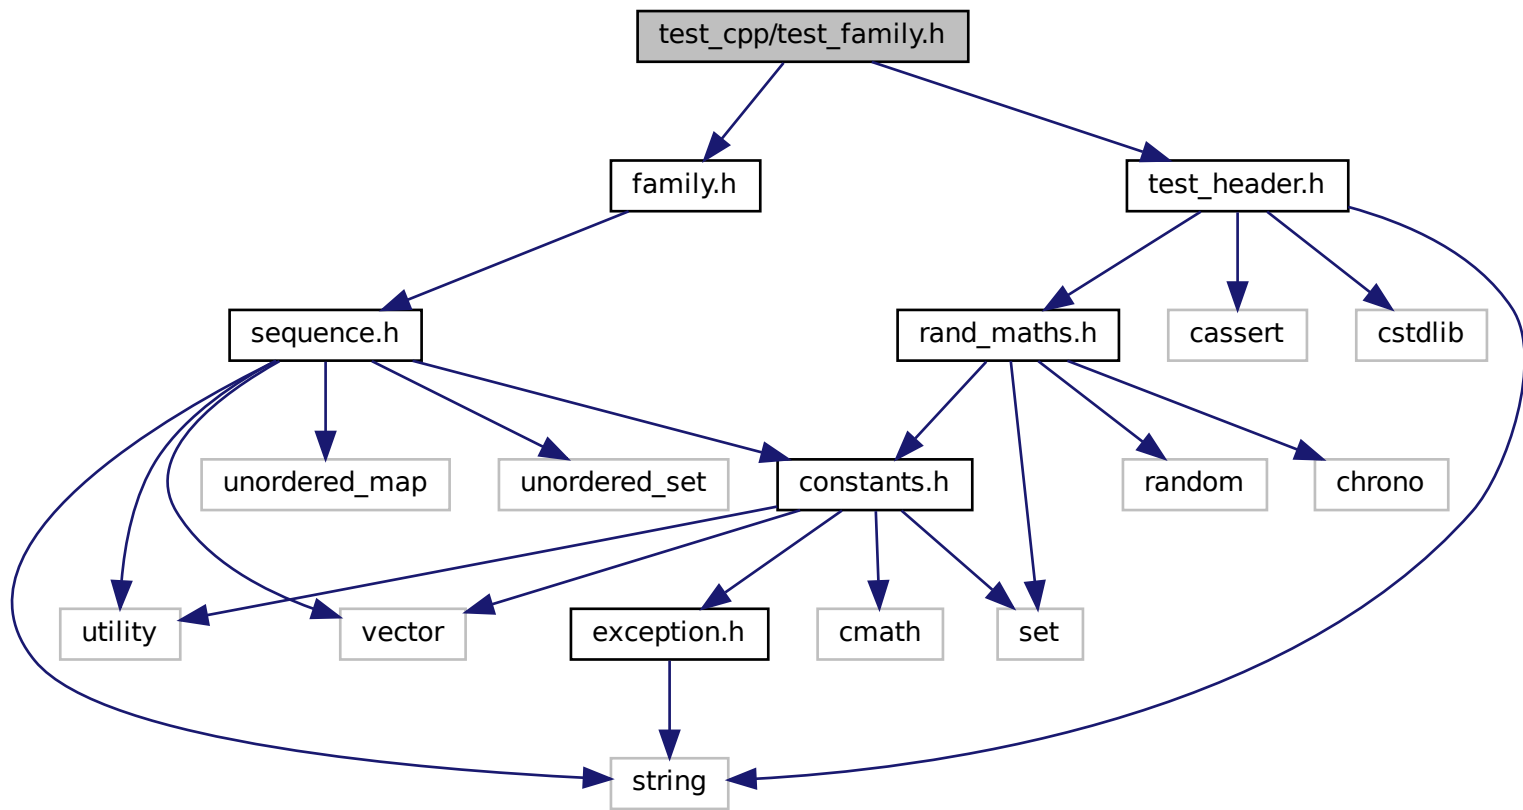 test_cpp/test_family.h
family.h
test_header.h
sequence.h
rand_maths.h
cassert
cstdlib
unordered_map
unordered_set
constants.h
random
chrono
utility
vector
exception.h
cmath
set
string